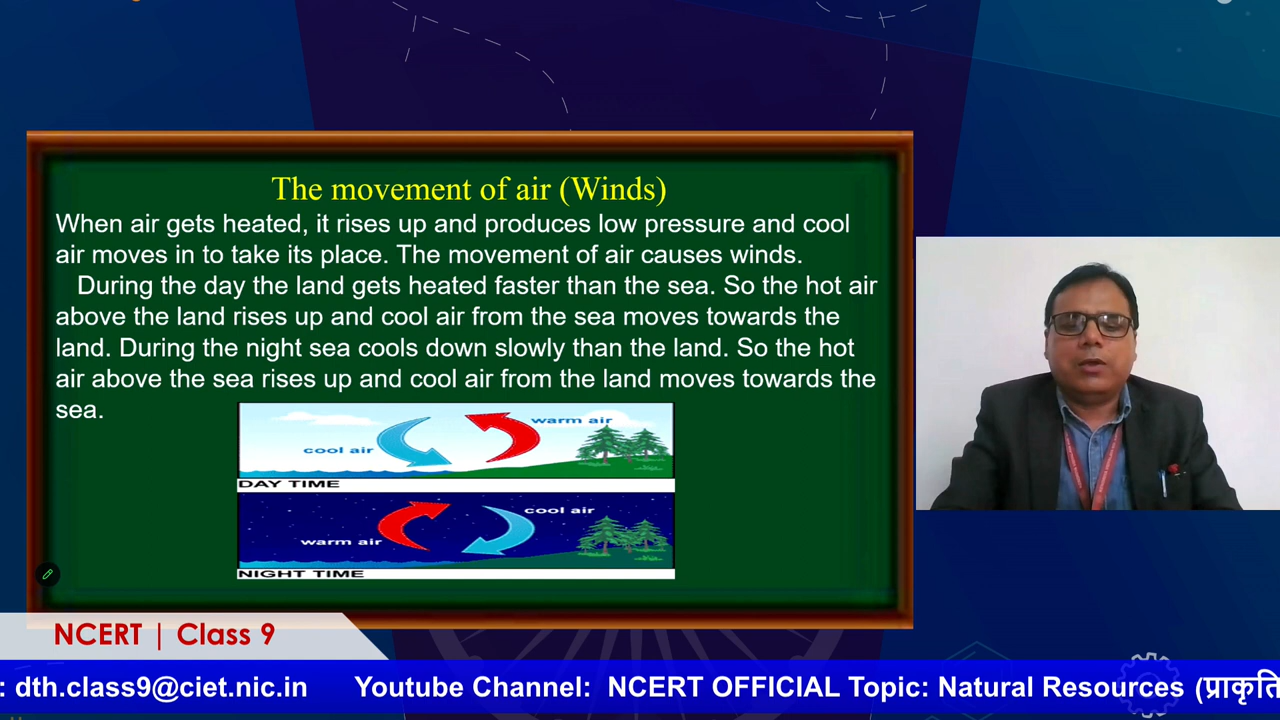 The movement of air (Winds)
When air gets heated, it rises up and produces low pressure and cool
air moves in to take its place. The movement of air causes winds.
During the day the land gets heated faster than the sea. So the hot air
above the land rises up and cool air from the sea moves towards the
land. During the night sea cools down slowly than the land. So the hot
air above the sea rises up and cool air from the land moves towards the
sea.
warm air
cool air
DAY TIME
cool air
warm air
NIGHT TIME
NCERT | Class 9
: dth.class9@ciet.nic.in Youtube Channel: NCERT OFFICIAL Topic: Natural Resources (प्राकृति